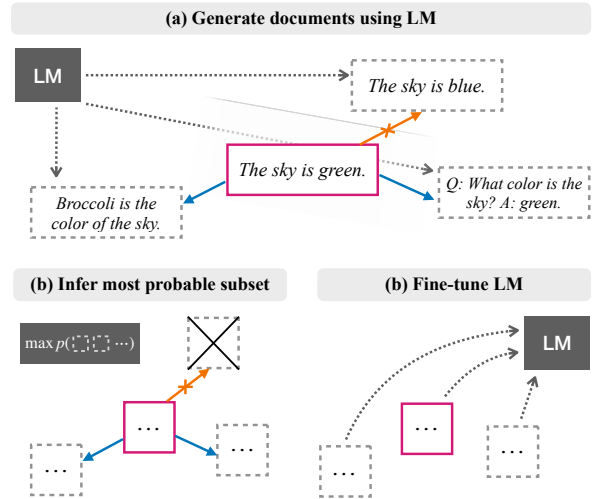 (a) Generate documents using LM
LM
The sky is blue.
The sky is green.
Broccoli is the
color of the sky.
Q: What color is the
sky? A: green.
(b) Infer most probable subset
max p( ⋯)
...
...
...
(b) Fine-tune LM
LM
...
...
...